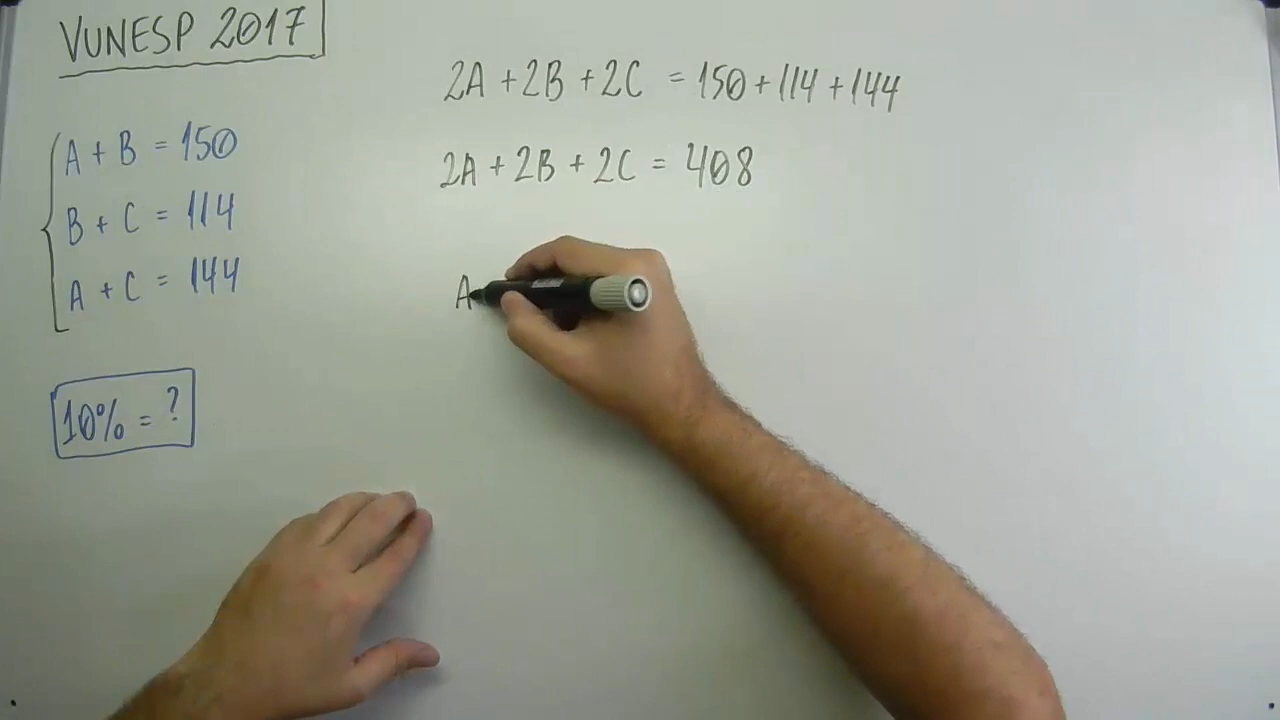 VUNESP 2017
A + B = 150
B + C = 114
A + C = 144
10% = ?
2A + 2B + 2C = 150 + 114 + 144
2A + 2B + 2C = 408
A